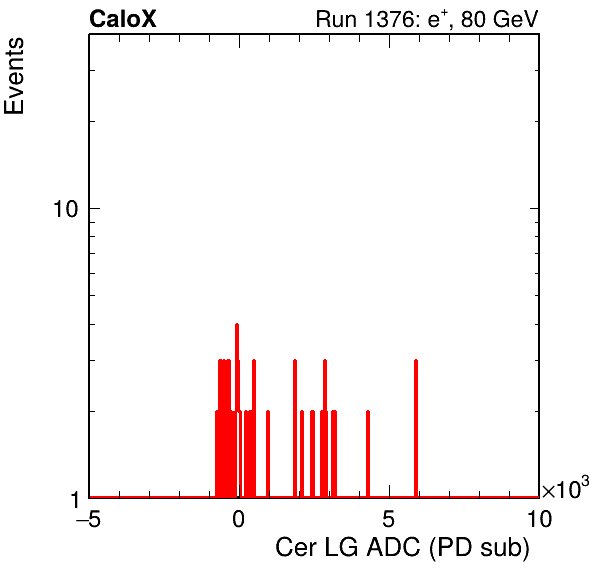 CaloX Run 1376: e⁺, 80 GeV
Events
10
1
−5 0 5 10
×10³
Cer LG ADC (PD sub)